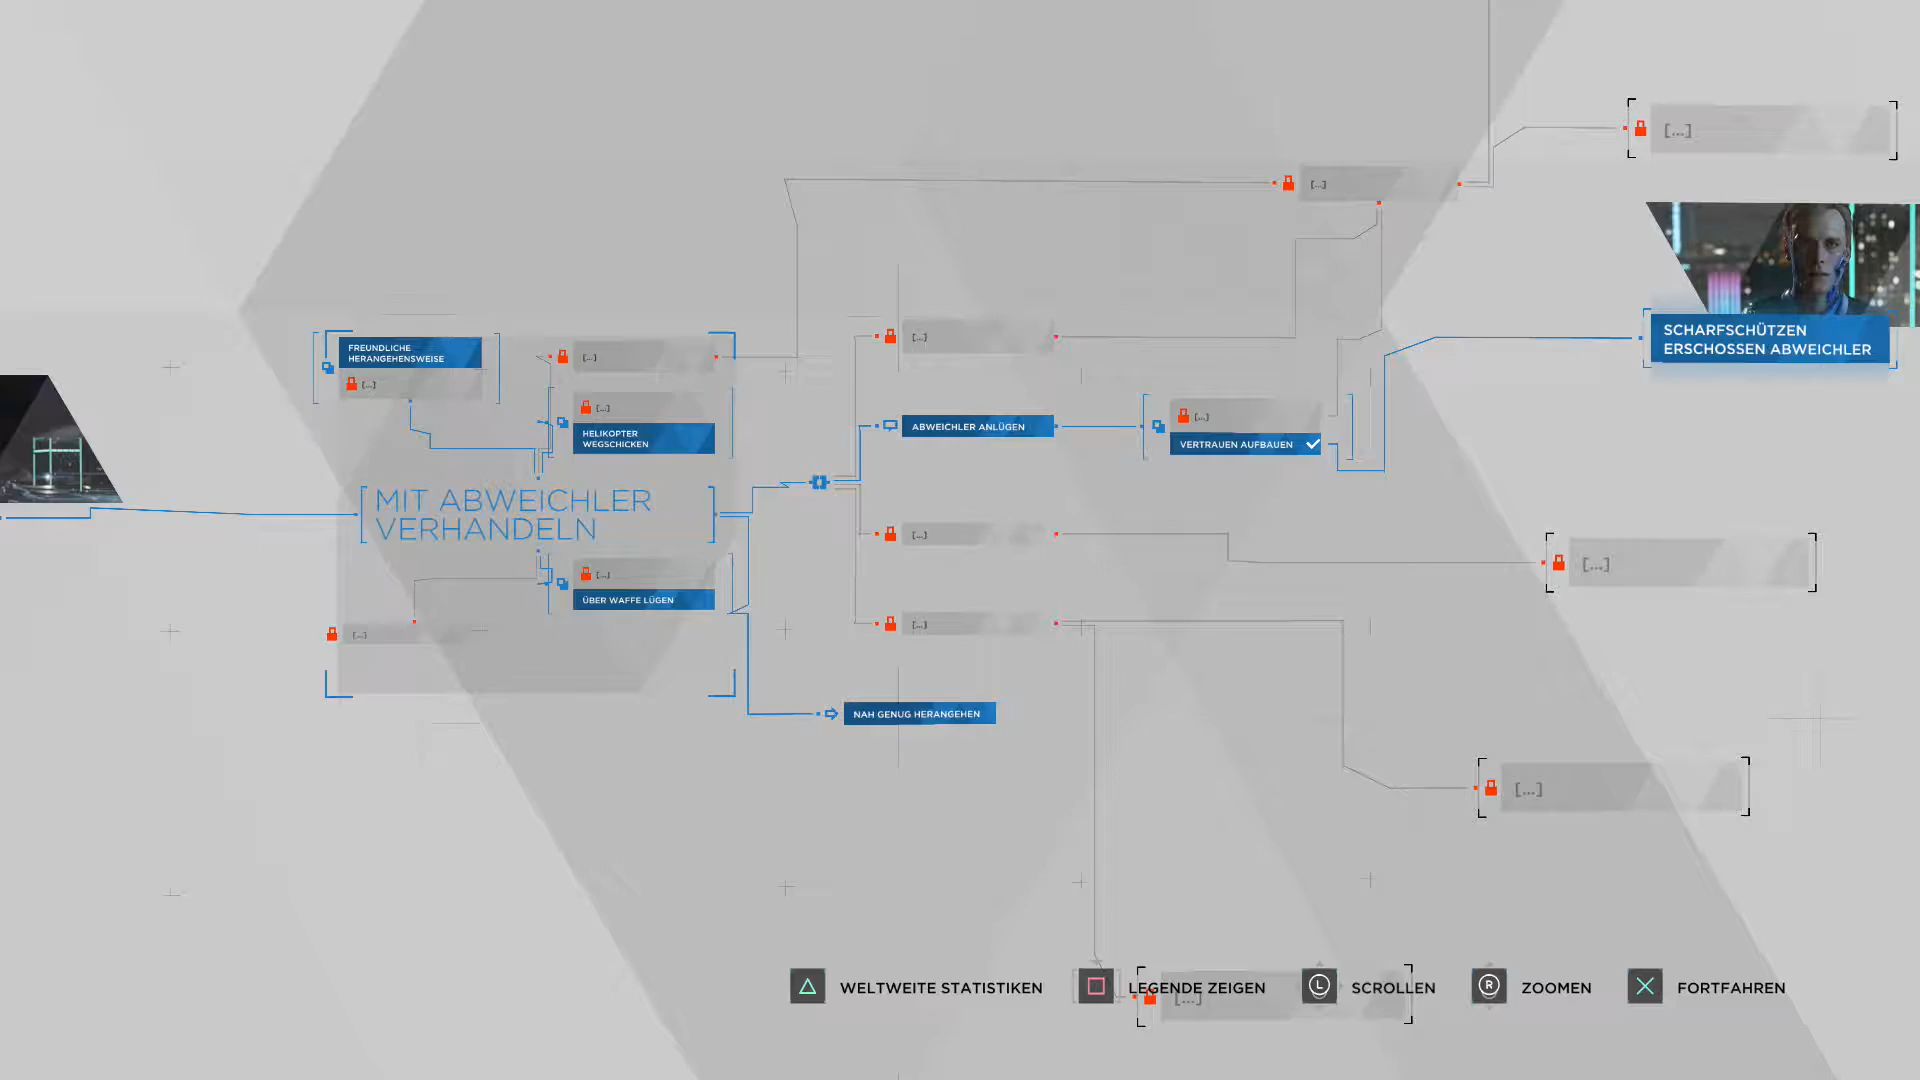 [...]
[...]
SCHARFSCHÜTZEN
ERSCHOSSEN ABWEICHLER
FREUNDLICHE
HERANGEHENSWEISE
[...]
[...]
[...]
HELIKOPTER
WEGSCHICKEN
[...]
ABWEICHLER ANLÜGEN
[...]
VERTRAUEN AUFBAUEN
MIT ABWEICHLER
VERHANDELN
[...]
[...]
[...]
ÜBER WAFFE LÜGEN
[...]
[...]
NAH GENUG HERANGEHEN
[...]
[...]
WELTWEITE STATISTIKEN
LEGENDE ZEIGEN
L SCROLLEN
R ZOOMEN
FORTFAHREN